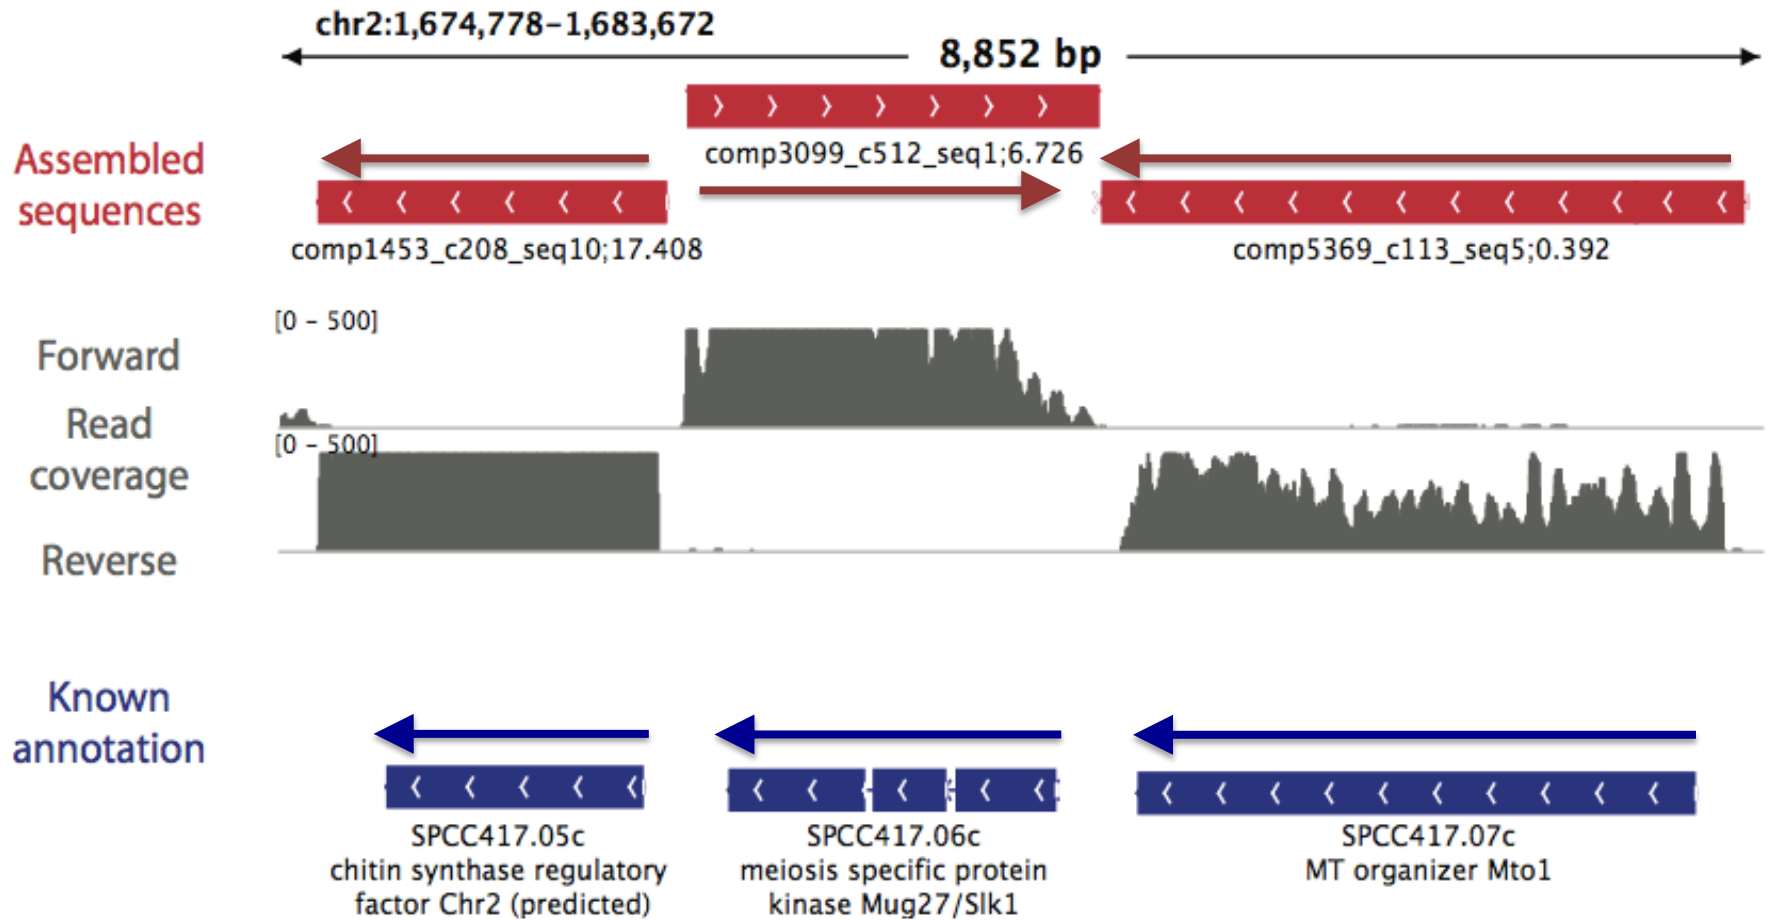 chr2:1,674,778-1,683,672
8,852 bp
Assembled
sequences
comp3099_c512_seq1;6.726
comp1453_c208_seq10;17.408
comp5369_c113_seq5;0.392
[0 - 500]
Forward
Read
coverage
[0 - 500]
Reverse
Known
annotation
SPCC417.05c
chitin synthase regulatory
factor Chr2 (predicted)
SPCC417.06c
meiosis specific protein
kinase Mug27/Slk1
SPCC417.07c
MT organizer Mto1